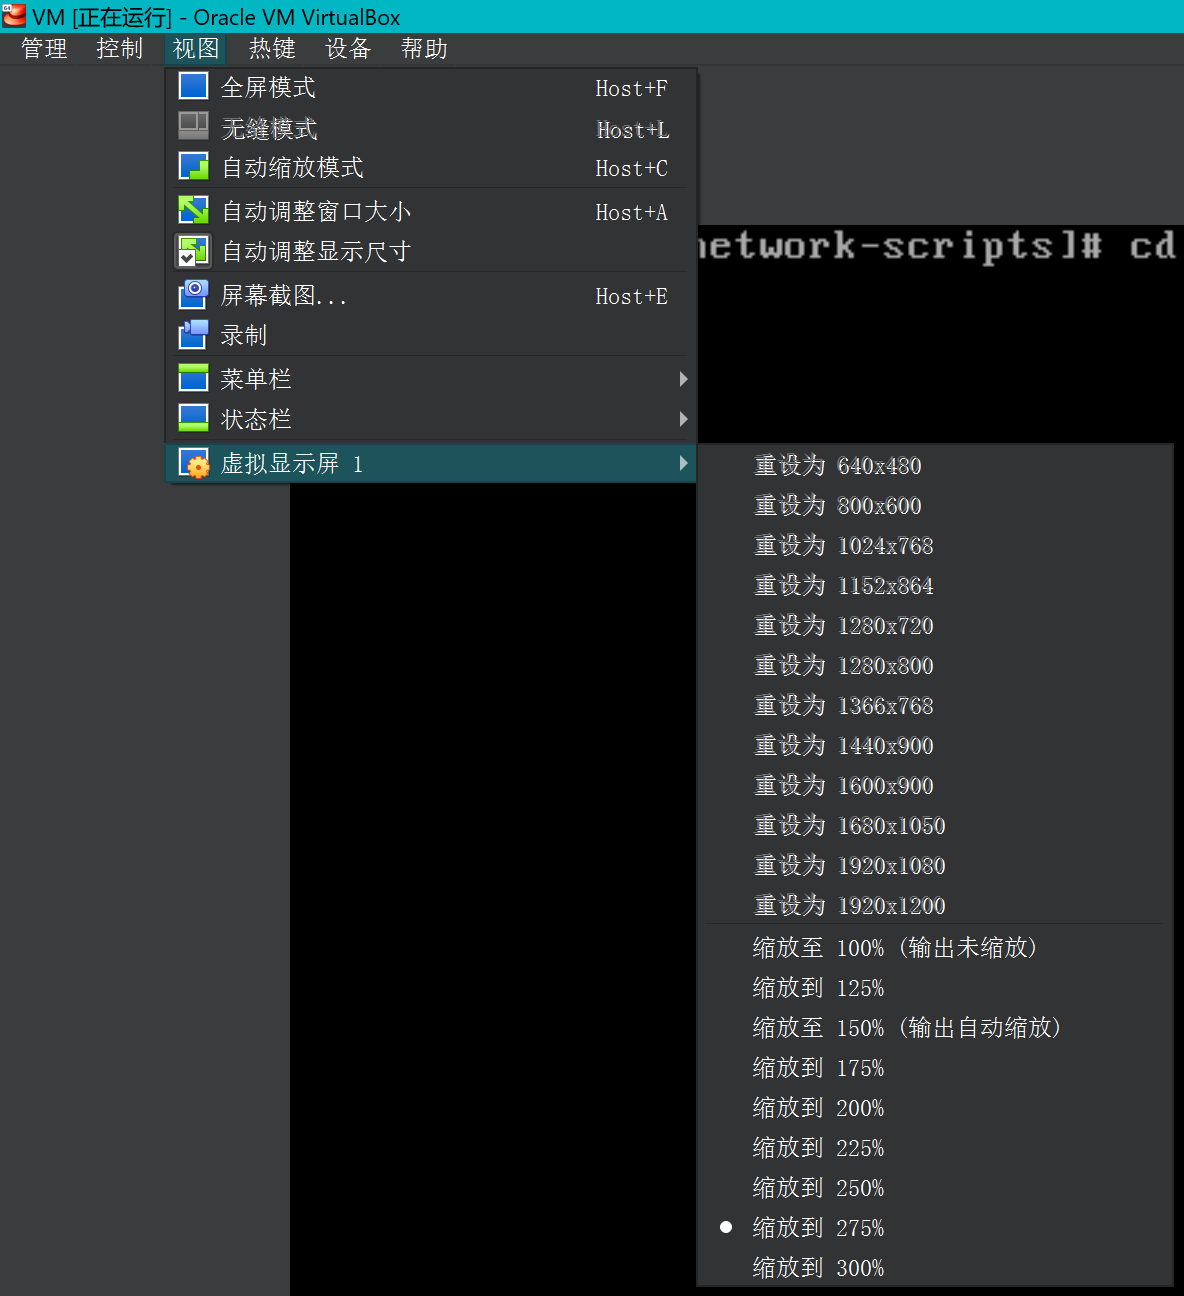 VM [正在运行] - Oracle VM VirtualBox
管理 控制 视图 热键 设备 帮助
全屏模式 Host+F
无缝模式 Host+L
自动缩放模式 Host+C
自动调整窗口大小 Host+A
自动调整显示尺寸
屏幕截图... Host+E
录制
菜单栏
状态栏
虚拟显示屏 1
network-scripts]# cd
重设为 640x480
重设为 800x600
重设为 1024x768
重设为 1152x864
重设为 1280x720
重设为 1280x800
重设为 1366x768
重设为 1440x900
重设为 1600x900
重设为 1680x1050
重设为 1920x1080
重设为 1920x1200
缩放至 100% (输出未缩放)
缩放到 125%
缩放至 150% (输出自动缩放)
缩放到 175%
缩放到 200%
缩放到 225%
缩放到 250%
缩放到 275%
缩放到 300%